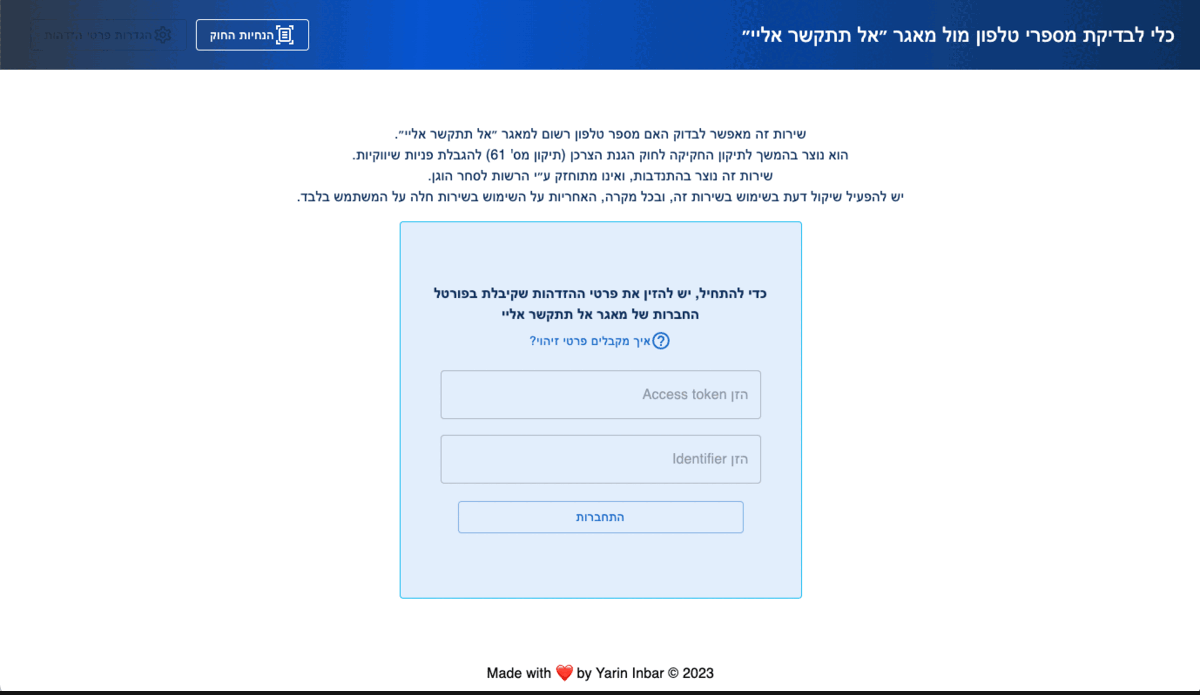 כלי לבדיקת מספרי טלפון מול מאגר ״אל תתקשר אליי״
הנחיות החוק
הגדרות פרטי הזדהות
שירות זה מאפשר לבדוק האם מספר טלפון רשום למאגר ״אל תתקשר אליי״.
הוא נוצר בהמשך לתיקון החקיקה לחוק הגנת הצרכן (תיקון מס' 61) להגבלת פניות שיווקיות.
שירות זה נוצר בהתנדבות, ואינו מתוחזק ע״י הרשות לסחר הוגן.
יש להפעיל שיקול דעת בשימוש בשירות זה, ובכל מקרה, האחריות על השימוש בשירות חלה על המשתמש בלבד.
כדי להתחיל, יש להזין את פרטי ההזדהות שקיבלת בפורטל
החברות של מאגר אל תתקשר אליי
איך מקבלים פרטי זיהוי?
הזן Access token
הזן Identifier
התחברות
Made with ❤️ by Yarin Inbar © 2023